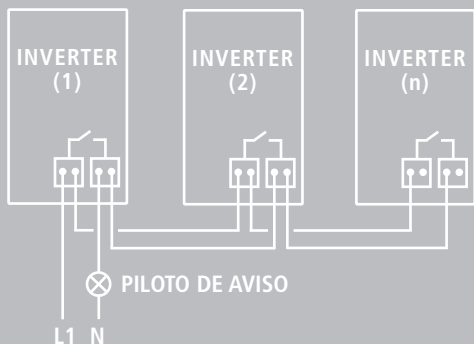 INVERTER
(1)
INVERTER
(2)
INVERTER
(n)
PILOTO DE AVISO
L1 N